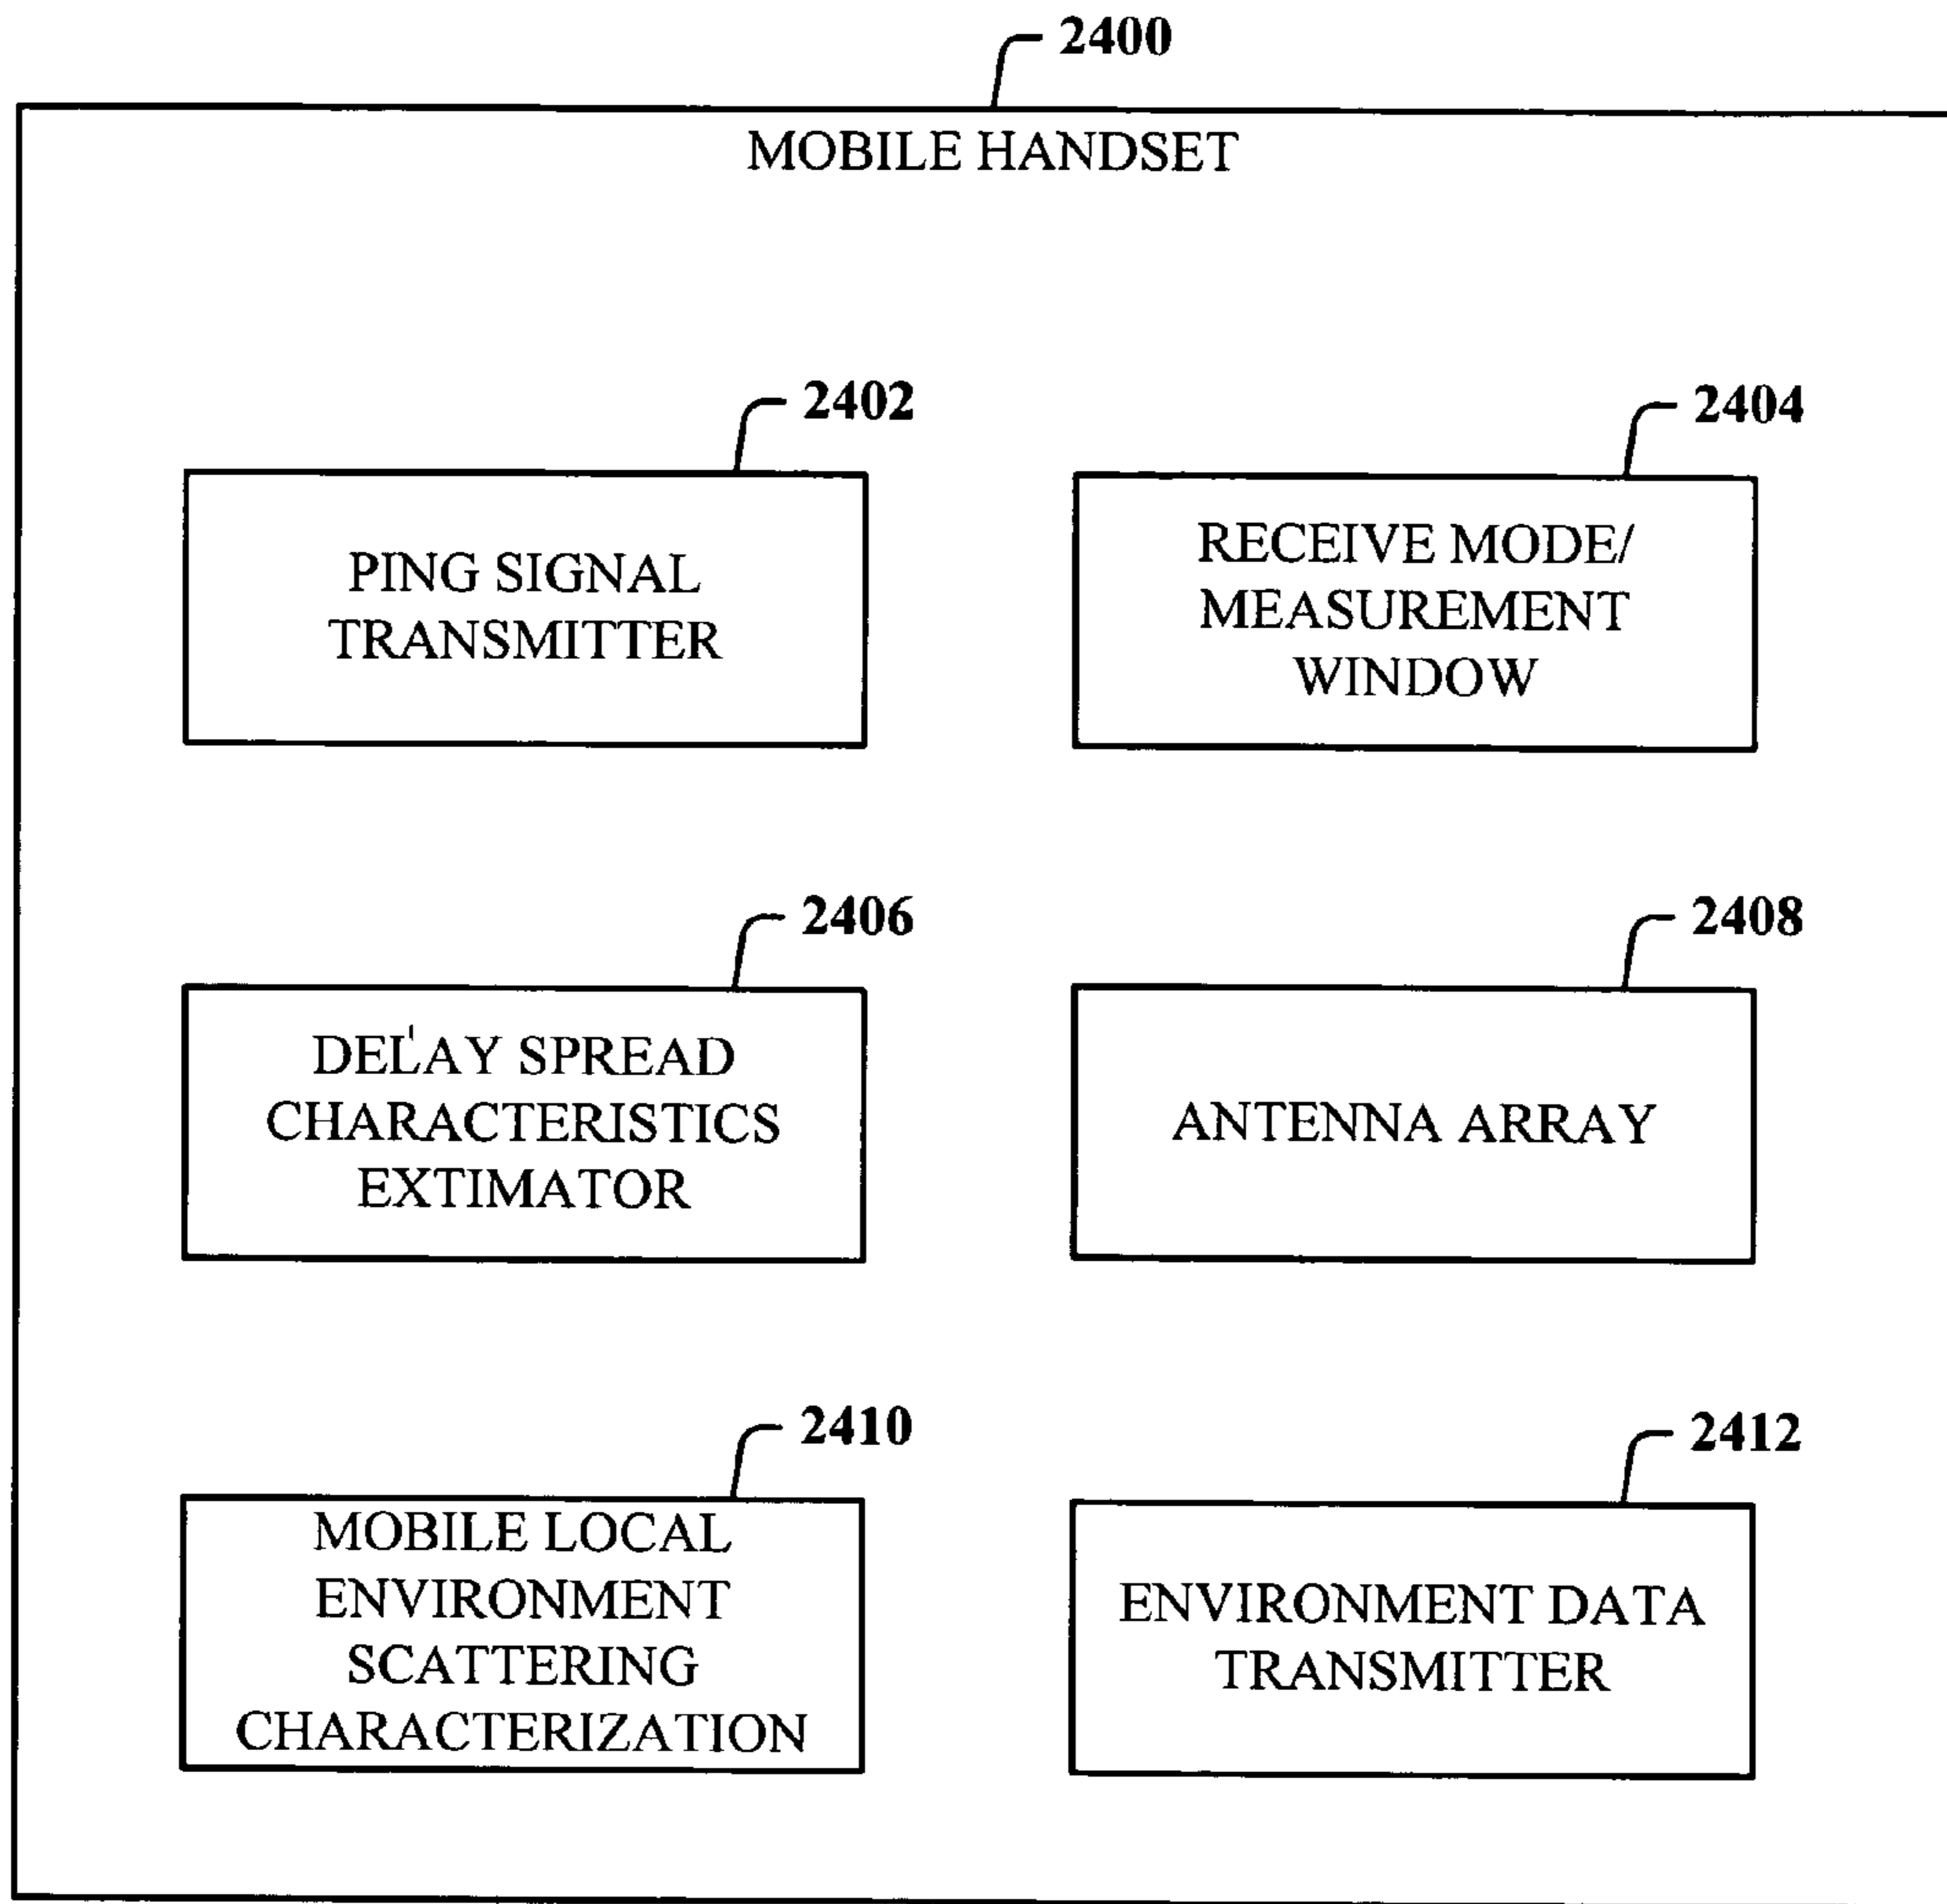 2400
MOBILE HANDSET
2402
PING SIGNAL
TRANSMITTER
2404
RECEIVE MODE/
MEASUREMENT
WINDOW
2406
DELAY SPREAD
CHARACTERISTICS
EXTIMATOR
2408
ANTENNA ARRAY
2410
MOBILE LOCAL
ENVIRONMENT
SCATTERING
CHARACTERIZATION
2412
ENVIRONMENT DATA
TRANSMITTER